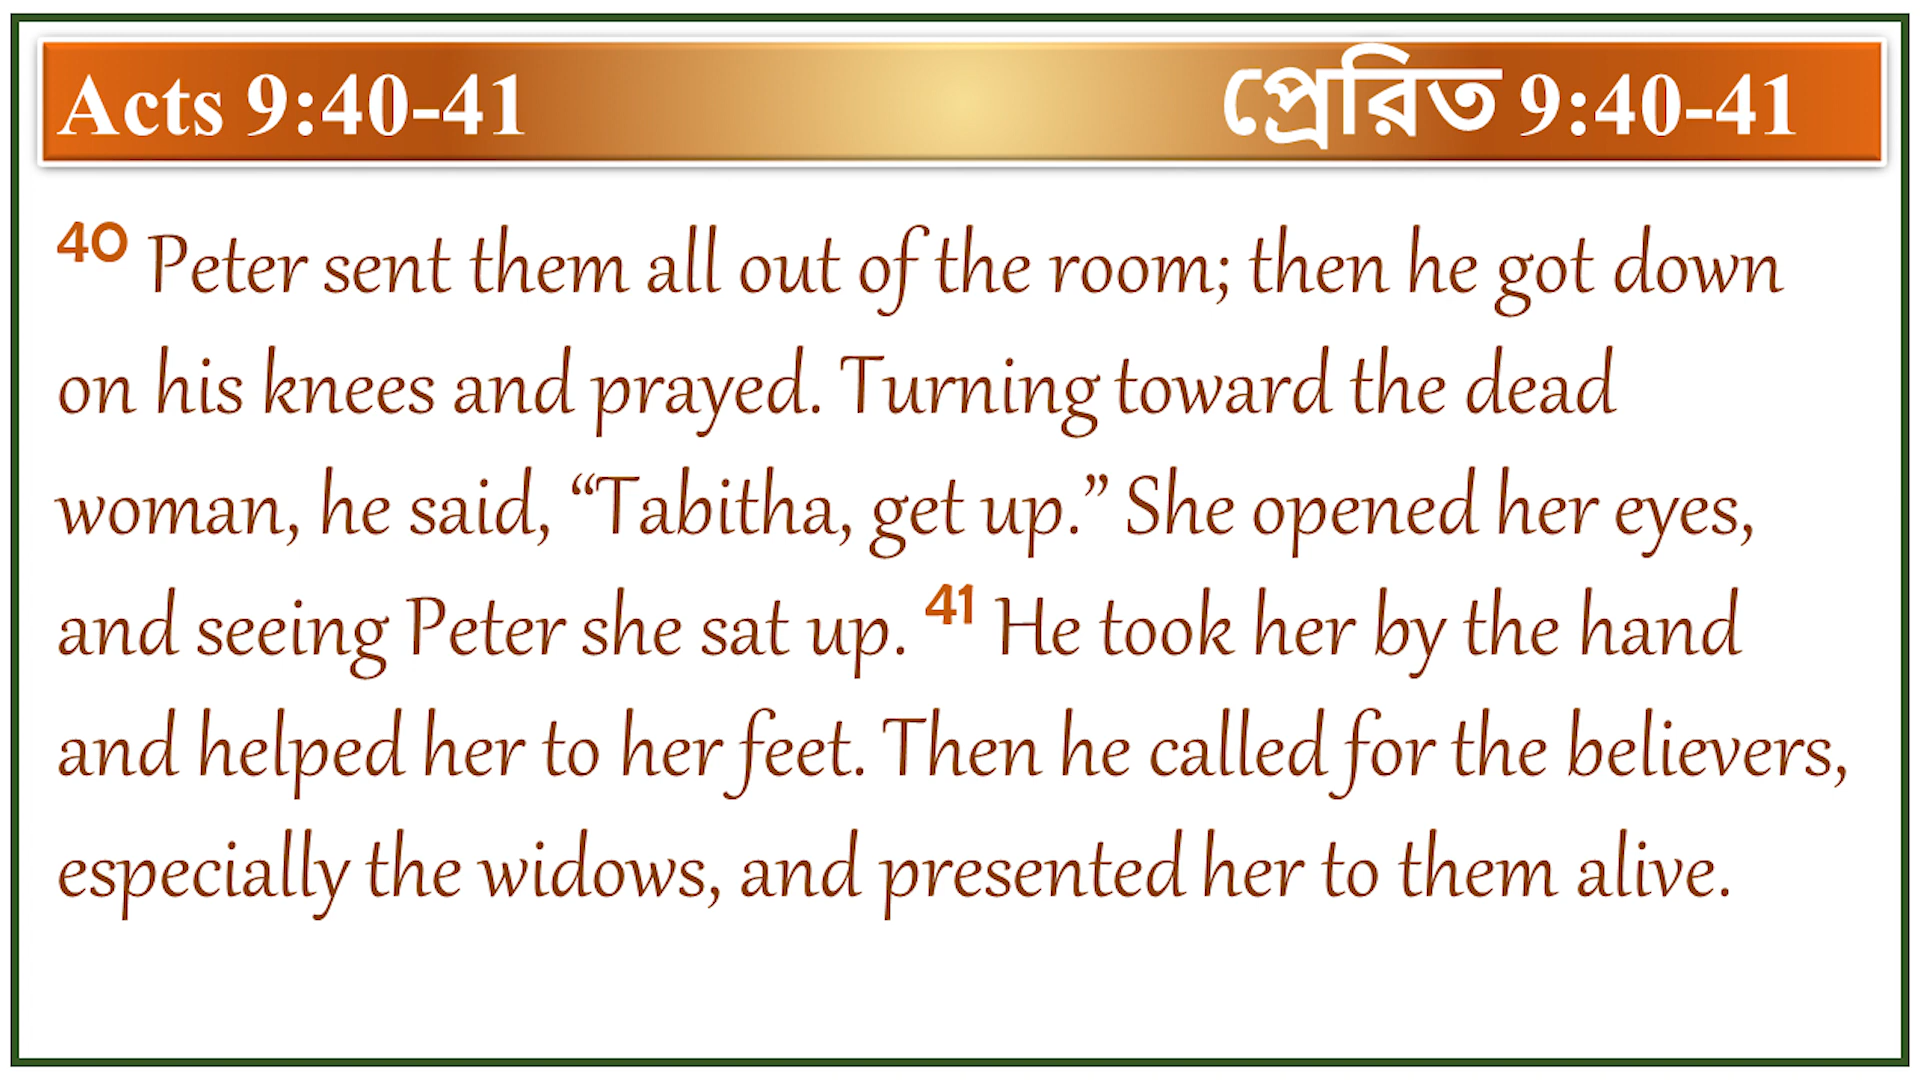 Acts 9:40-41 প্রেরিত 9:40-41
40 Peter sent them all out of the room; then he got down
on his knees and prayed. Turning toward the dead
woman, he said, “Tabitha, get up.” She opened her eyes,
and seeing Peter she sat up. 41 He took her by the hand
and helped her to her feet. Then he called for the believers,
especially the widows, and presented her to them alive.